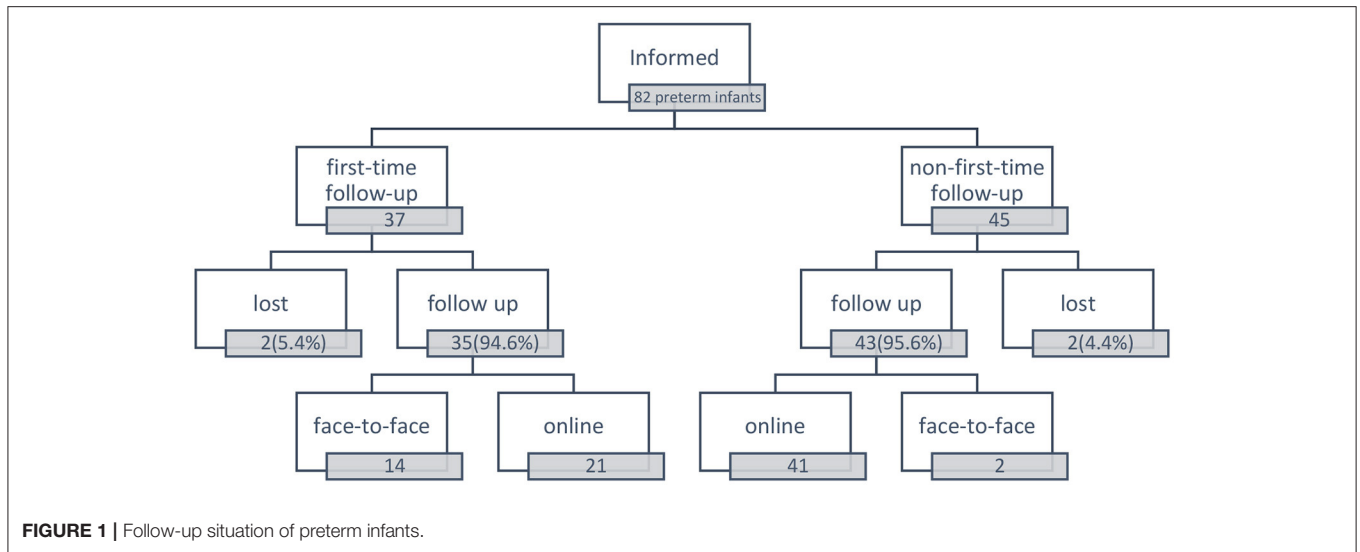 Informed
82 preterm infants
first-time
follow-up
37
non-first-time
follow-up
45
lost
2(5.4%)
follow up
35(94.6%)
follow up
43(95.6%)
lost
2(4.4%)
face-to-face
14
online
21
online
41
face-to-face
2
FIGURE 1 | Follow-up situation of preterm infants.